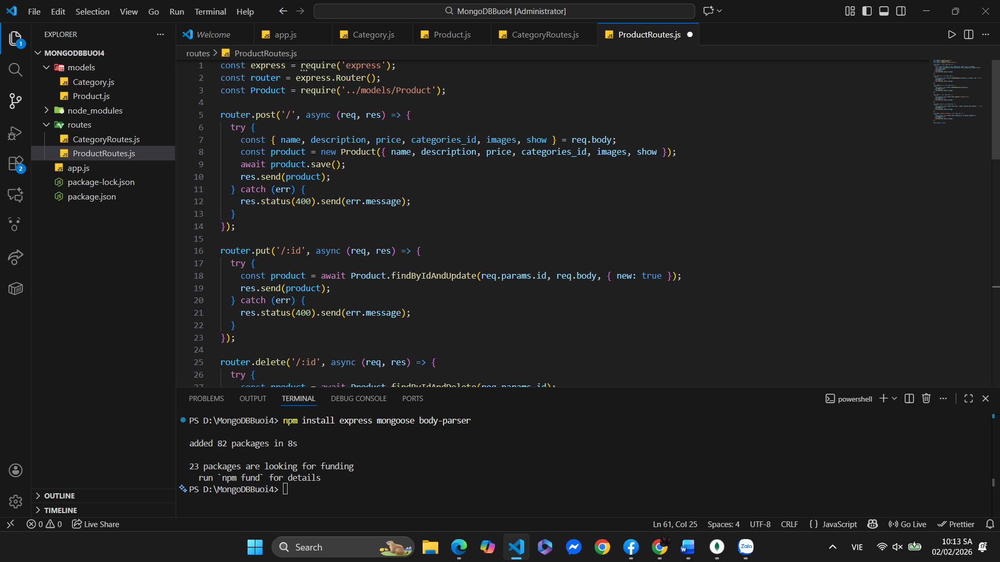 File Edit Selection View Go Run Terminal Help
MongoDBBuoi4 [Administrator]
EXPLORER
Welcome
app.js
Category.js
Product.js
CategoryRoutes.js
ProductRoutes.js
MONGODBBUOI4
models
Category.js
Product.js
node_modules
routes
CategoryRoutes.js
ProductRoutes.js
app.js
package-lock.json
package.json
OUTLINE
TIMELINE
1
2
routes > ProductRoutes.js
1 const express = require('express');
2 const router = express.Router();
3 const Product = require('../models/Product');
4
5 router.post('/', async (req, res) => {
6 try {
7 const { name, description, price, categories_id, images, show } = req.body;
8 const product = new Product({ name, description, price, categories_id, images, show });
9 await product.save();
10 res.send(product);
11 } catch (err) {
12 res.status(400).send(err.message);
13 }
14 });
15
16 router.put('/:id', async (req, res) => {
17 try {
18 const product = await Product.findByIdAndUpdate(req.params.id, req.body, { new: true });
19 res.send(product);
20 } catch (err) {
21 res.status(400).send(err.message);
22 }
23 });
24
25 router.delete('/:id', async (req, res) => {
26 try {
27 const product = await Product.findByIdAndDelete(req.params.id);
PROBLEMS OUTPUT TERMINAL DEBUG CONSOLE PORTS
powershell
PS D:\MongoDBBuoi4> npm install express mongoose body-parser
added 82 packages in 8s
23 packages are looking for funding
run `npm fund` for details
PS D:\MongoDBBuoi4>
0 0 Live Share
Ln 61, Col 25 Spaces: 4 UTF-8 CRLF { } JavaScript Go Live Prettier
Search
Zalo
VIE
10:13 SA
02/02/2026